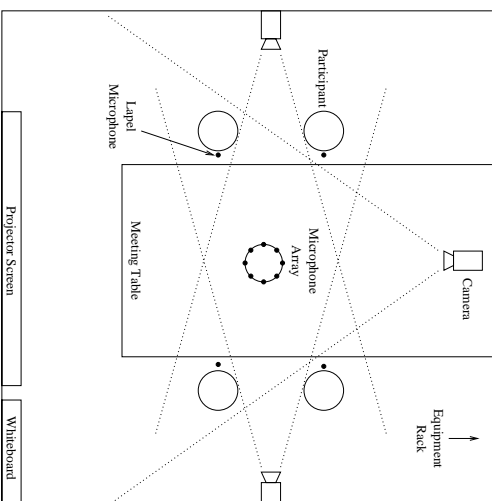 Participant
Lapel
Microphone
Microphone
Array
Camera
Meeting Table
Equipment
Rack
Projector Screen
Whiteboard